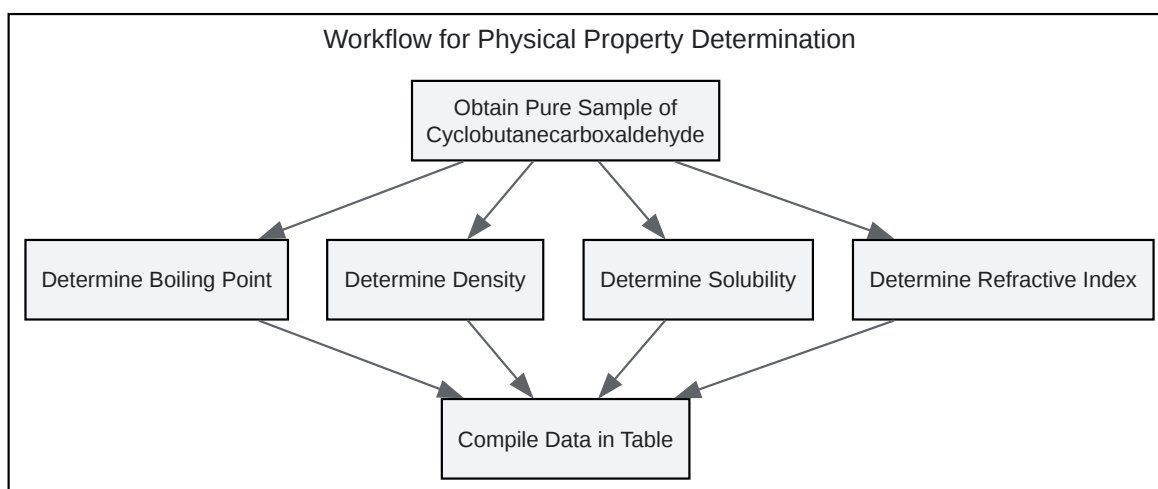 Workflow for Physical Property Determination
Obtain Pure Sample of
Cyclobutanecarboxaldehyde
Determine Boiling Point
Determine Density
Determine Solubility
Determine Refractive Index
Compile Data in Table